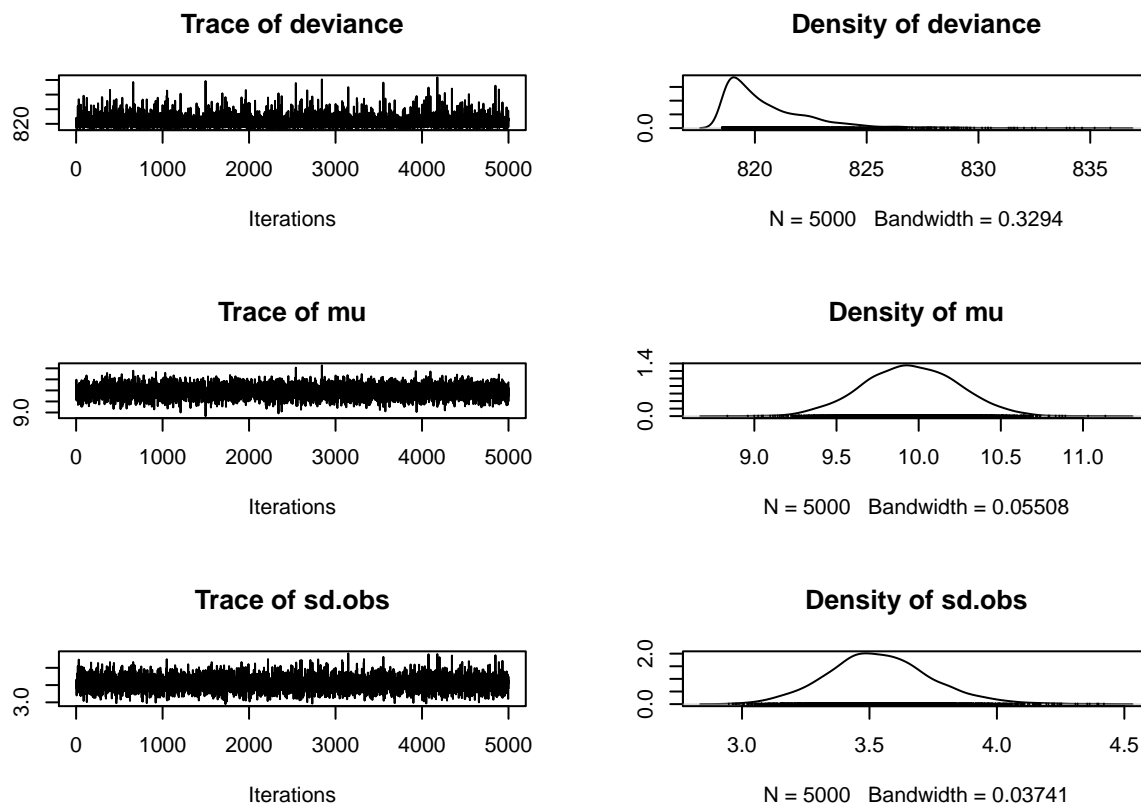 Trace of deviance
820
0 1000 2000 3000 4000 5000
Iterations
Density of deviance
0.0
820 825 830 835
N = 5000 Bandwidth = 0.3294
Trace of mu
9.0
0 1000 2000 3000 4000 5000
Iterations
Density of mu
0.0 1.4
9.0 9.5 10.0 10.5 11.0
N = 5000 Bandwidth = 0.05508
Trace of sd.obs
3.0
0 1000 2000 3000 4000 5000
Iterations
Density of sd.obs
0.0 2.0
3.0 3.5 4.0 4.5
N = 5000 Bandwidth = 0.03741